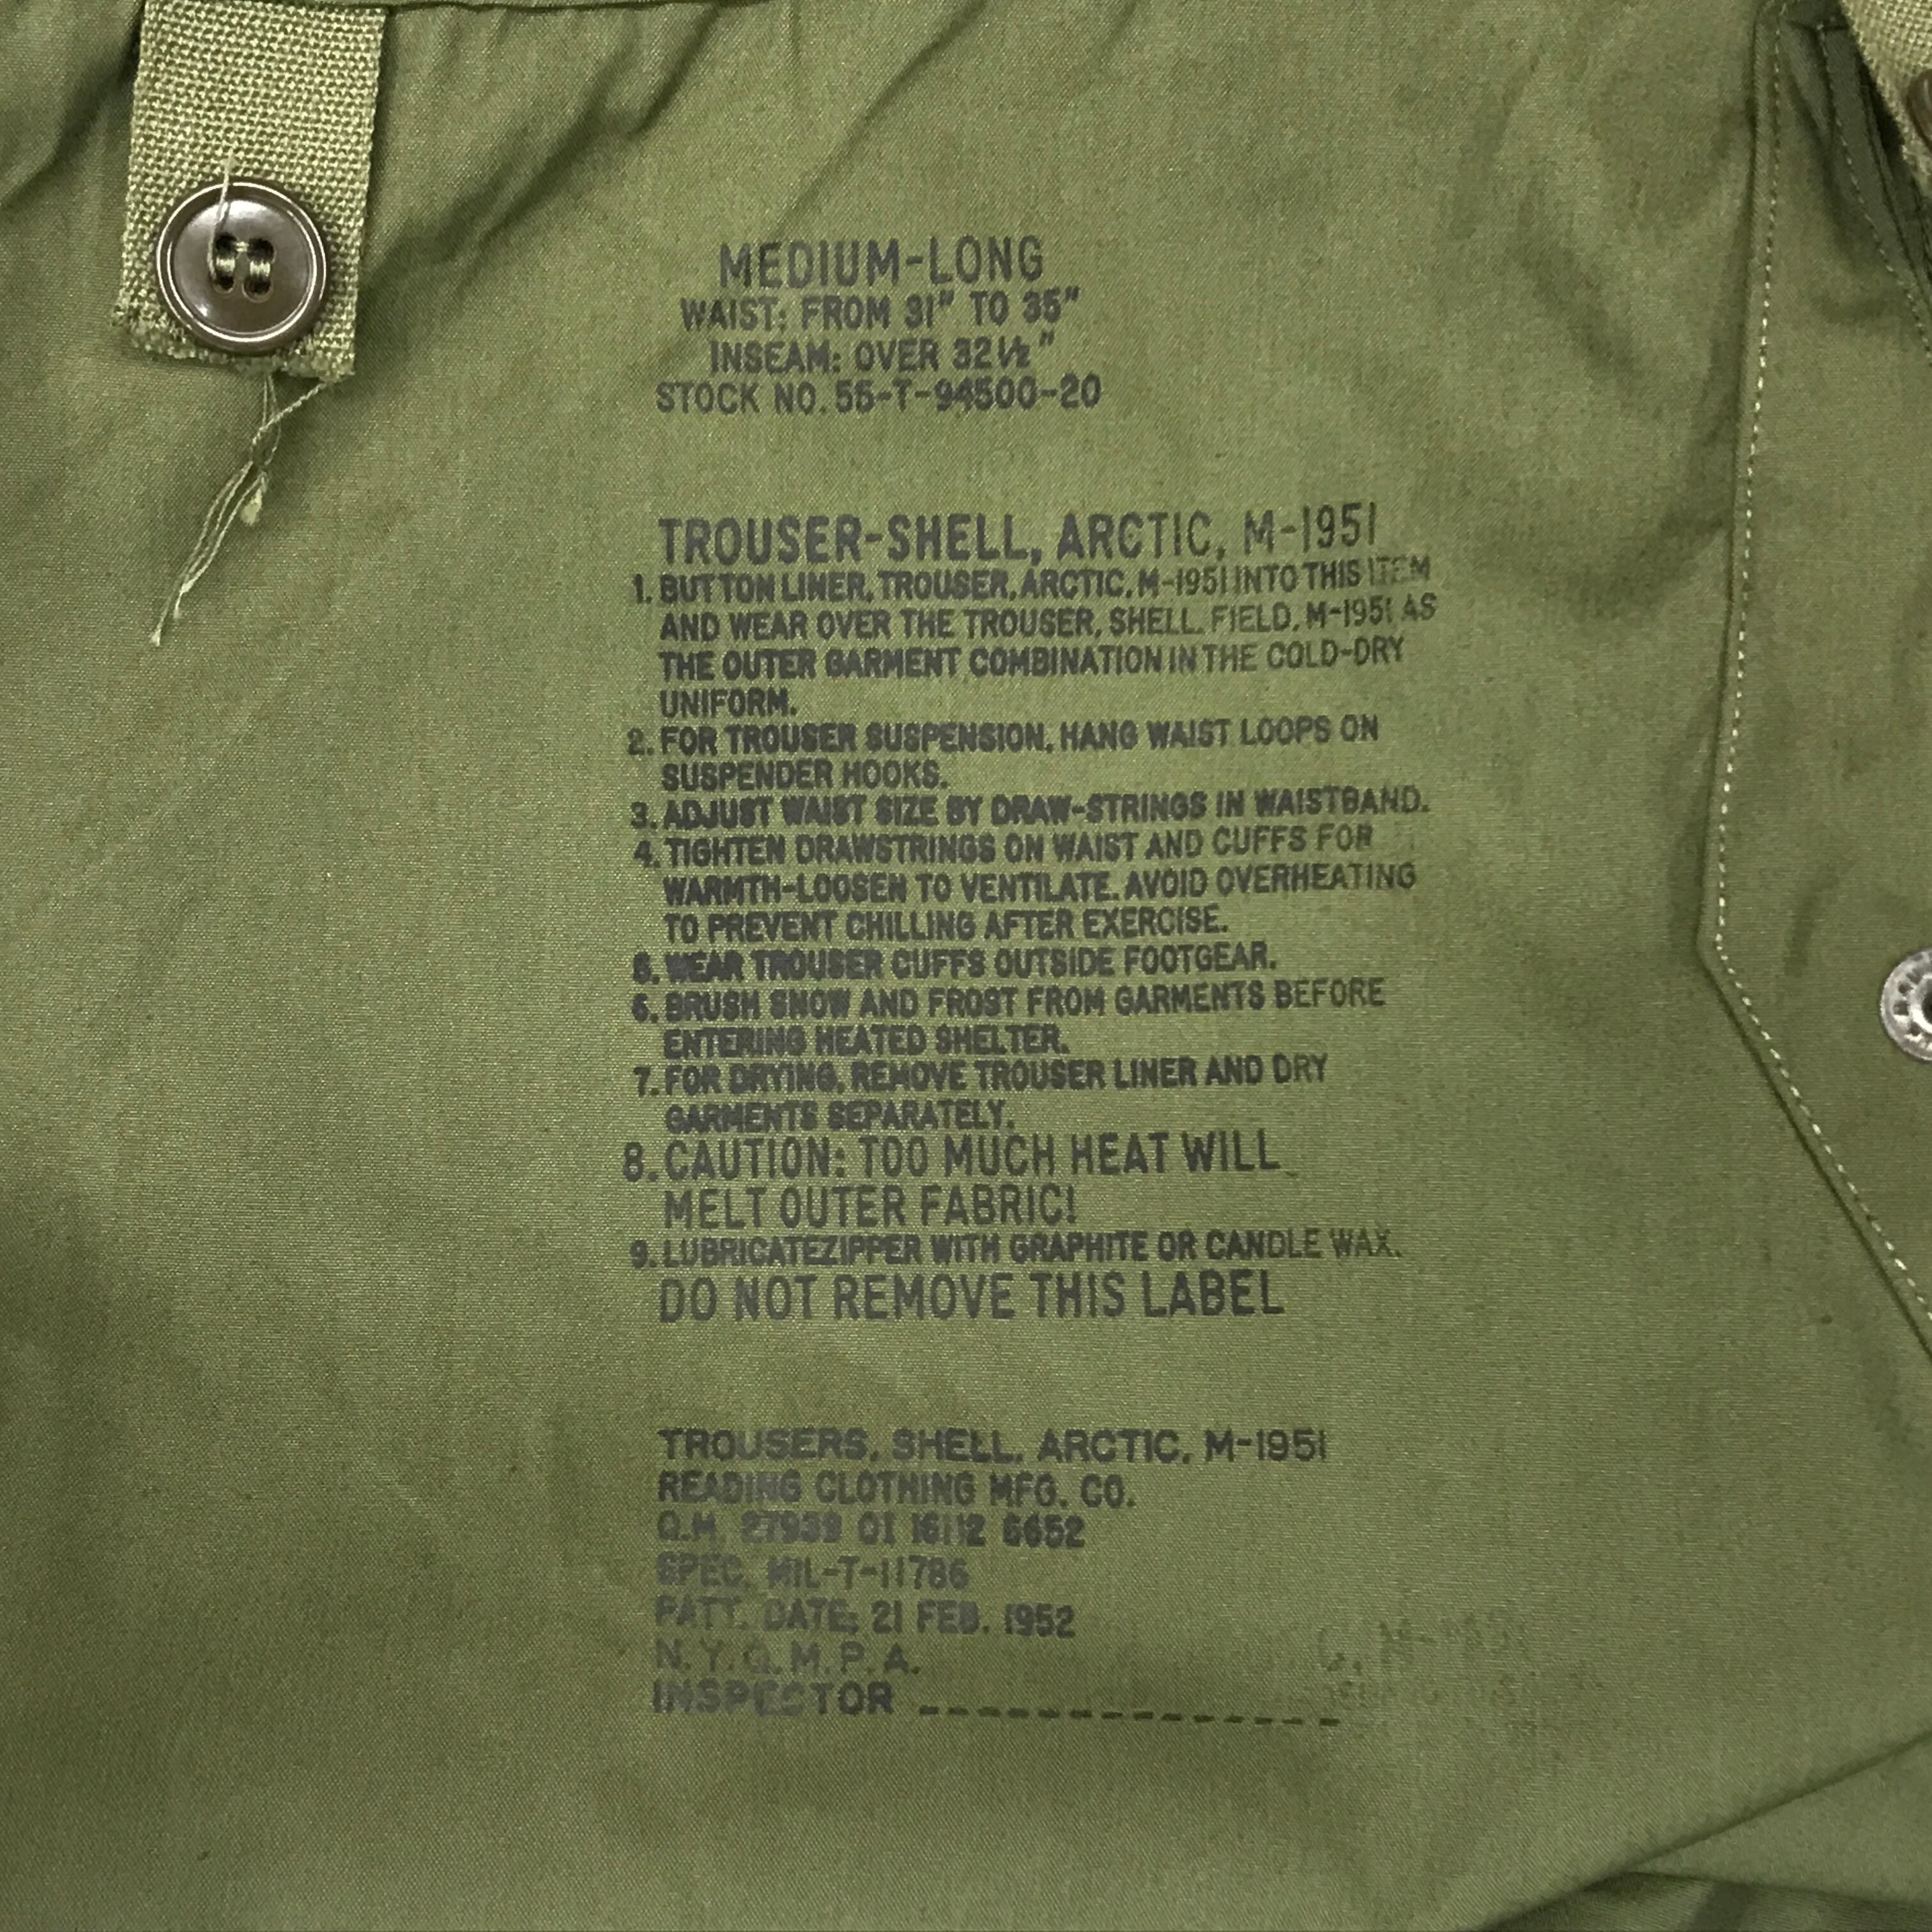 MEDIUM-LONG
WAIST: FROM 31" TO 35"
INSEAM: OVER 32½"
STOCK NO. 55-T-94500-20
TROUSER-SHELL, ARCTIC, M-1951
1. BUTTON LINER, TROUSER, ARCTIC, M-1951 INTO THIS ITEM
AND WEAR OVER THE TROUSER, SHELL, FIELD, M-1951 AS
THE OUTER GARMENT COMBINATION IN THE COLD-DRY
UNIFORM.
2. FOR TROUSER SUSPENSION, HANG WAIST LOOPS ON
SUSPENDER HOOKS.
3. ADJUST WAIST SIZE BY DRAW-STRINGS IN WAISTBAND.
4. TIGHTEN DRAWSTRINGS ON WAIST AND CUFFS FOR
WARMTH-LOOSEN TO VENTILATE. AVOID OVERHEATING
TO PREVENT CHILLING AFTER EXERCISE.
5. WEAR TROUSER CUFFS OUTSIDE FOOTGEAR.
6. BRUSH SNOW AND FROST FROM GARMENTS BEFORE
ENTERING HEATED SHELTER.
7. FOR DRYING, REMOVE TROUSER LINER AND DRY
GARMENTS SEPARATELY.
8. CAUTION: TOO MUCH HEAT WILL
MELT OUTER FABRIC!
9. LUBRICATE ZIPPER WITH GRAPHITE OR CANDLE WAX.
DO NOT REMOVE THIS LABEL
TROUSERS, SHELL, ARCTIC, M-1951
READING CLOTHING MFG. CO.
Q.M. 27939 OI 16112
SPEC. MIL-T-11786
PATT. DATE; 21 FEB. 1952
N.Y.Q.M.P.A.
INSPECTOR --------------